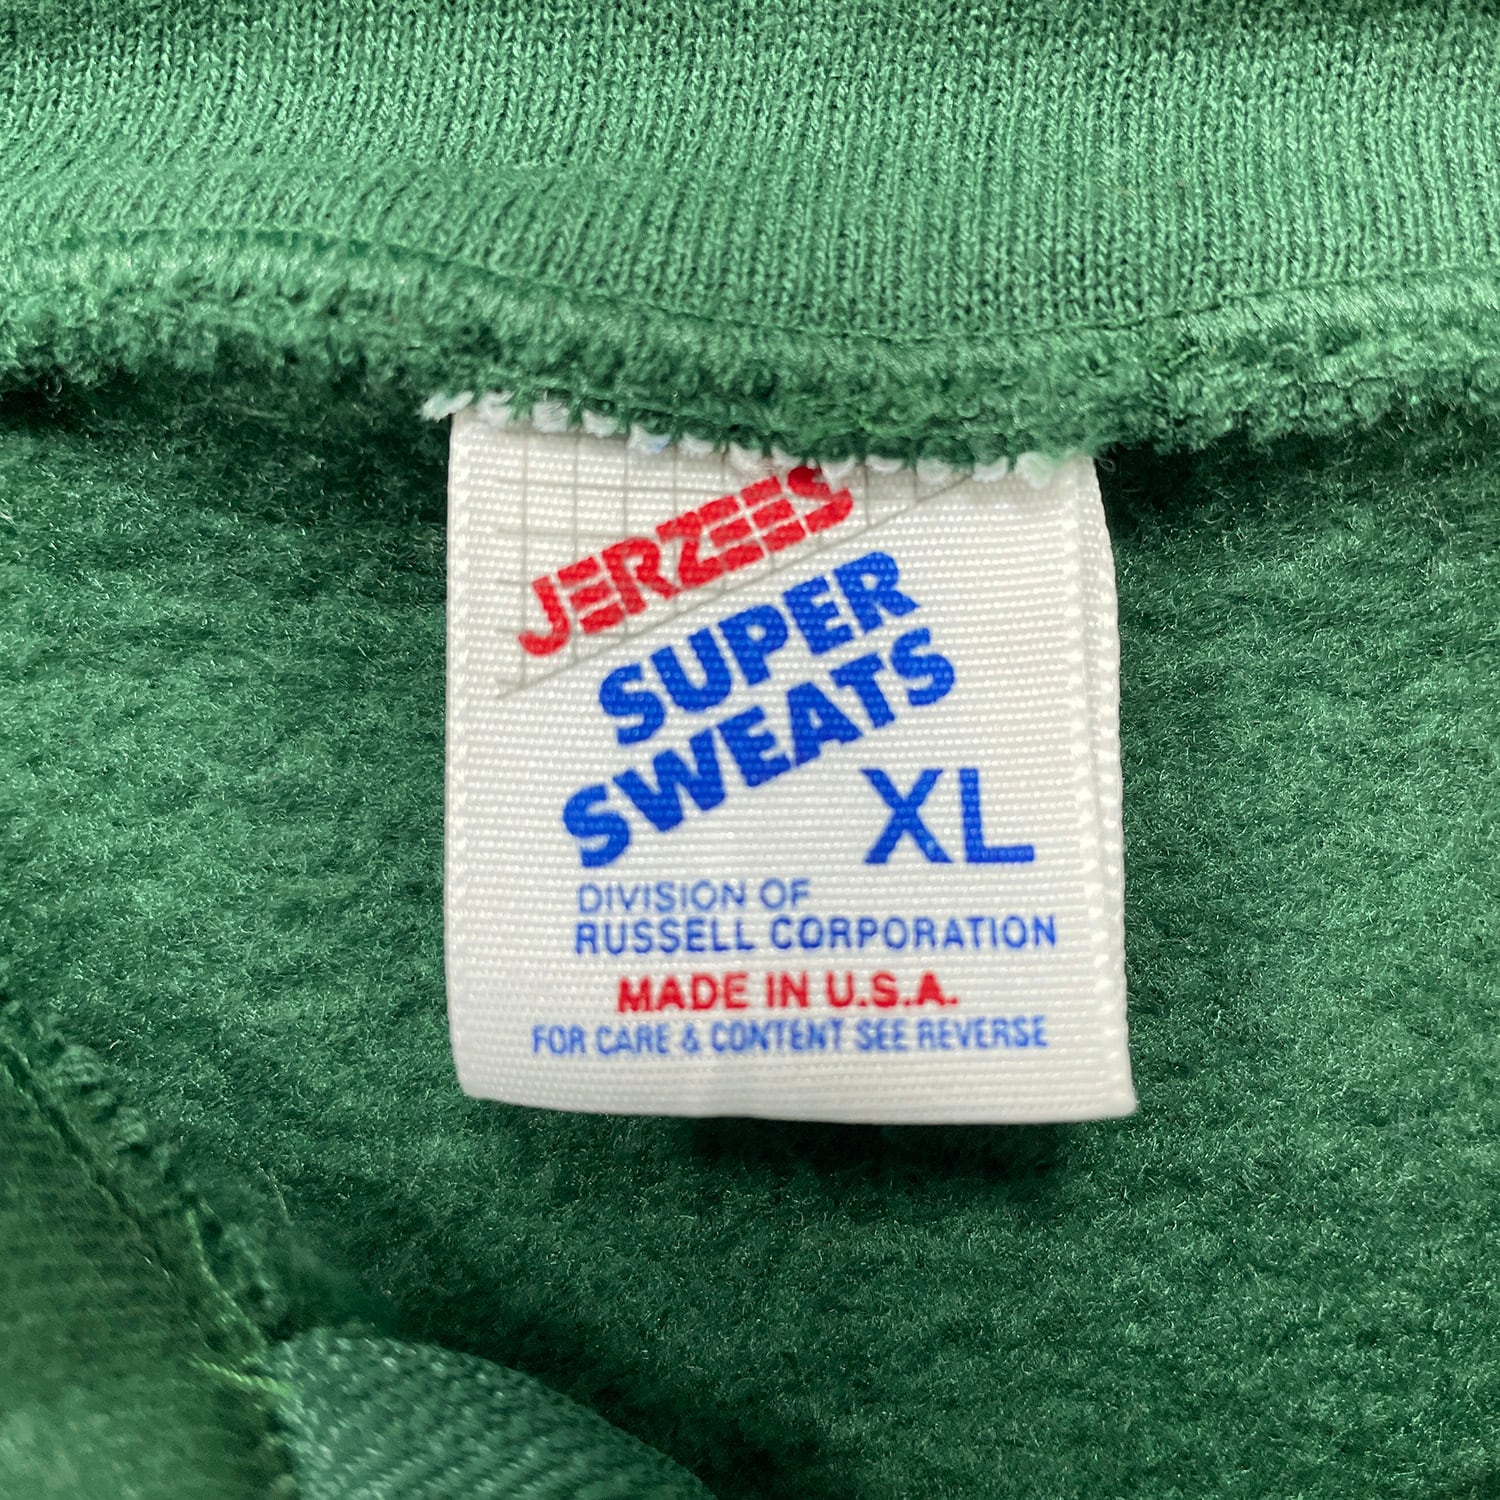 JERZEES
SUPER
SWEATS
XL
DIVISION OF
RUSSELL CORPORATION
MADE IN U.S.A.
FOR CARE & CONTENT SEE REVERSE